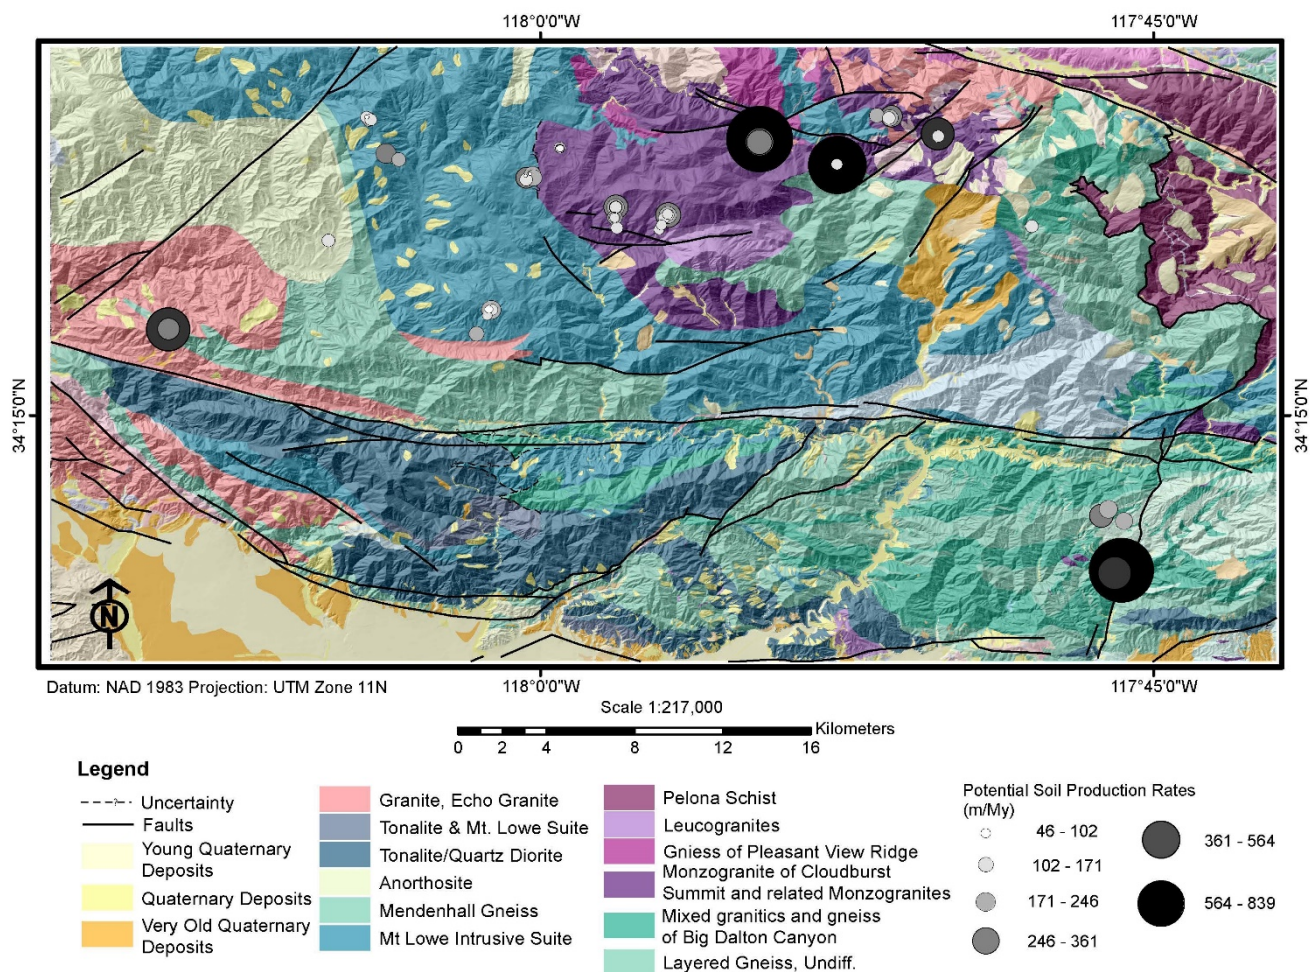 118°0'0"W
117°45'0"W
34°15'0"N
34°15'0"N
N
Datum: NAD 1983 Projection: UTM Zone 11N
118°0'0"W
117°45'0"W
Scale 1:217,000
Kilometers
0 2 4 8 12 16
Legend
Uncertainty
Faults
Young Quaternary
Deposits
Quaternary Deposits
Very Old Quaternary
Deposits
Granite, Echo Granite
Tonalite & Mt. Lowe Suite
Tonalite/Quartz Diorite
Anorthosite
Mendenhall Gneiss
Mt Lowe Intrusive Suite
Pelona Schist
Leucogranites
Gniess of Pleasant View Ridge
Monzogranite of Cloudburst
Summit and related Monzogranites
Mixed granitics and gneiss
of Big Dalton Canyon
Layered Gneiss, Undiff.
Potential Soil Production Rates
(m/My)
46 - 102
102 - 171
171 - 246
246 - 361
361 - 564
564 - 839